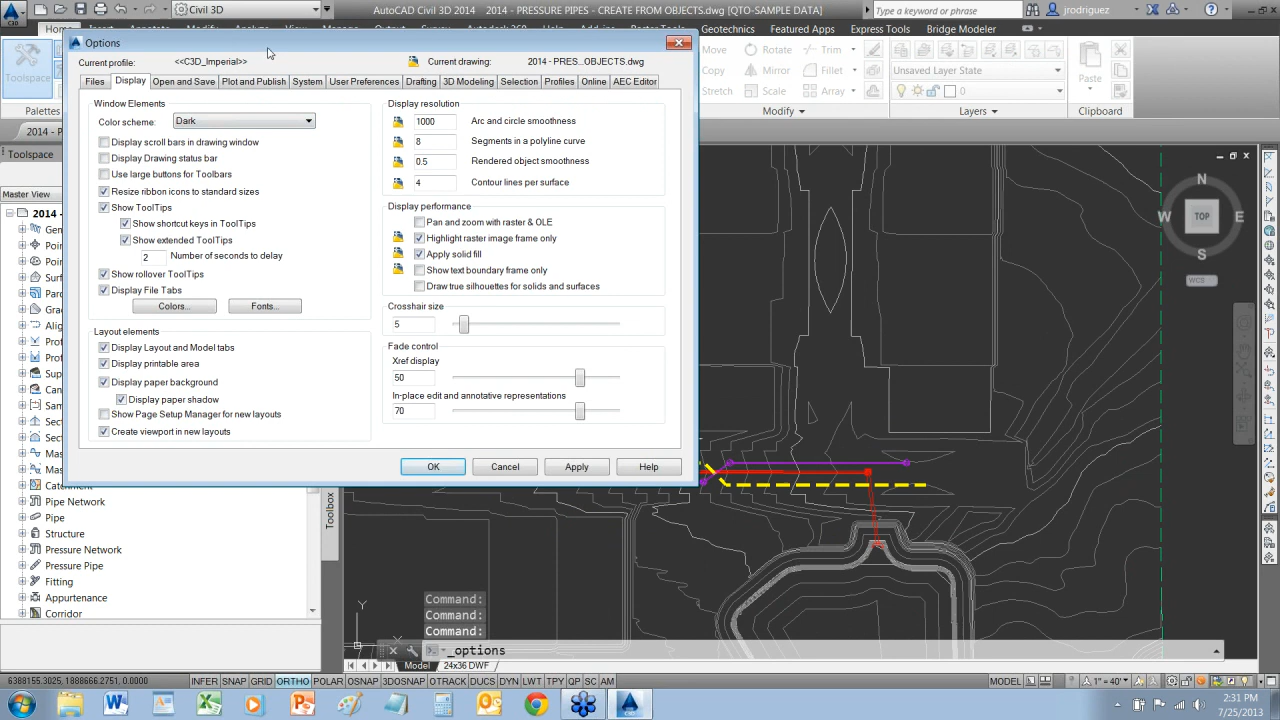 Civil 3D
AutoCAD Civil 3D 2014   2014 - PRESSURE PIPES - CREATE FROM OBJECTS.dwg (QTO-SAMPLE DATA)
Type a keyword or phrase
jrodriguez
Geotechnics
Featured Apps
Express Tools
Bridge Modeler
Options
Current profile:
<<C3D_Imperial>>
Current drawing:
2014 - PRES...OBJECTS.dwg
Files
Display
Open and Save
Plot and Publish
System
User Preferences
Drafting
3D Modeling
Selection
Profiles
Online
AEC Editor
Toolspace
Palettes
Move
Rotate
Trim
Copy
Mirror
Fillet
Stretch
Scale
Array
Modify
Unsaved Layer State
0
Layers
Paste
Clipboard
Window Elements
Color scheme:
Dark
Display scroll bars in drawing window
Display Drawing status bar
Use large buttons for Toolbars
Resize ribbon icons to standard sizes
Show ToolTips
Show shortcut keys in ToolTips
Show extended ToolTips
2
Number of seconds to delay
Show rollover ToolTips
Display File Tabs
Colors...
Fonts...
Layout elements
Display Layout and Model tabs
Display printable area
Display paper background
Display paper shadow
Show Page Setup Manager for new layouts
Create viewport in new layouts
Display resolution
1000
Arc and circle smoothness
8
Segments in a polyline curve
0.5
Rendered object smoothness
4
Contour lines per surface
Display performance
Pan and zoom with raster & OLE
Highlight raster image frame only
Apply solid fill
Show text boundary frame only
Draw true silhouettes for solids and surfaces
Crosshair size
5
Fade control
Xref display
50
In-place edit and annotative representations
70
OK
Cancel
Apply
Help
Toolspace
Master View
Pipe Network
Pipe
Structure
Pressure Network
Pressure Pipe
Fitting
Appurtenance
Corridor
Toolbox
N
W
TOP
E
S
WCS
Y
X
Command:
Command:
Command:
_options
Model
24x36 DWF
6388155.3025, 1888666.2751, 0.0000
INFER
SNAP
GRID
ORTHO
POLAR
OSNAP
3DOSNAP
OTRACK
DUCS
DYN
LWT
TPY
QP
SC
AM
MODEL
1" = 40'
2:31 PM
7/25/2013